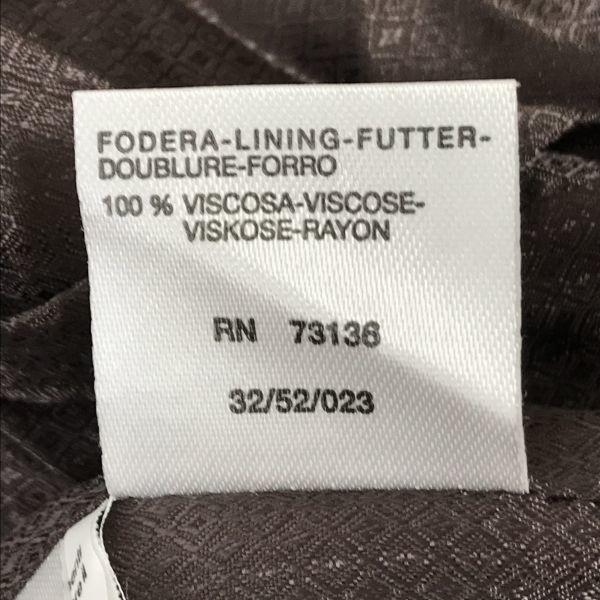 FODERA-LINING-FUTTER-
DOUBLURE-FORRO
100 % VISCOSA-VISCOSE-
VISKOSE-RAYON
RN 73136
32/52/023